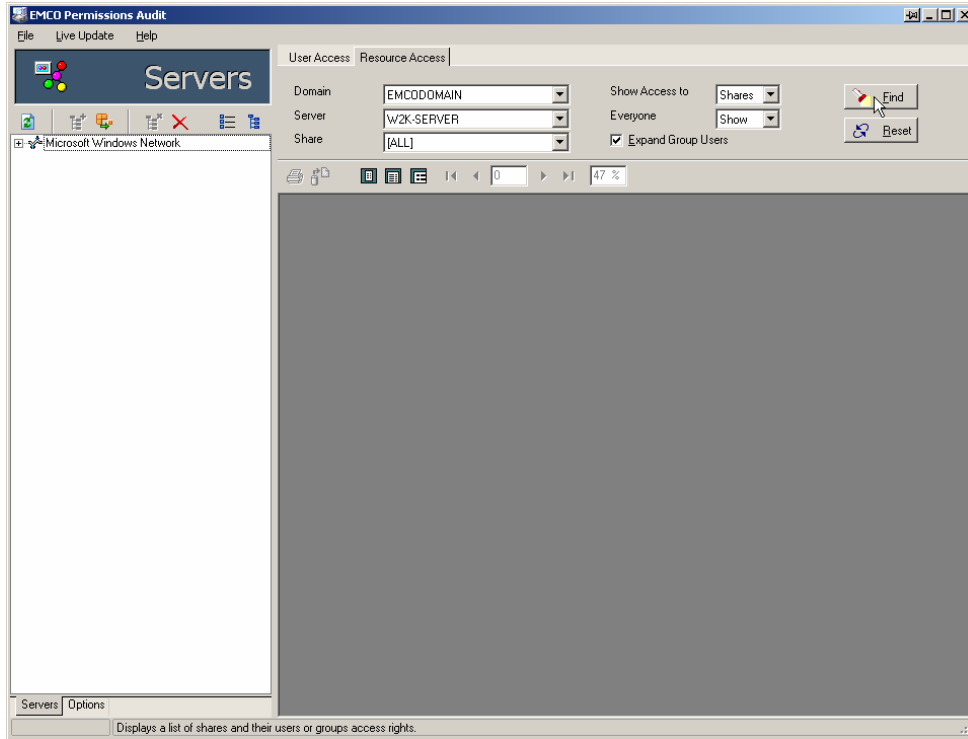 EMCO Permissions Audit
File Live Update Help
Servers
Microsoft Windows Network
User Access Resource Access
Domain EMCODOMAIN Show Access to Shares Find
Server W2K-SERVER Everyone Show Reset
Share [ALL] Expand Group Users
0 47 %
Servers Options
Displays a list of shares and their users or groups access rights.